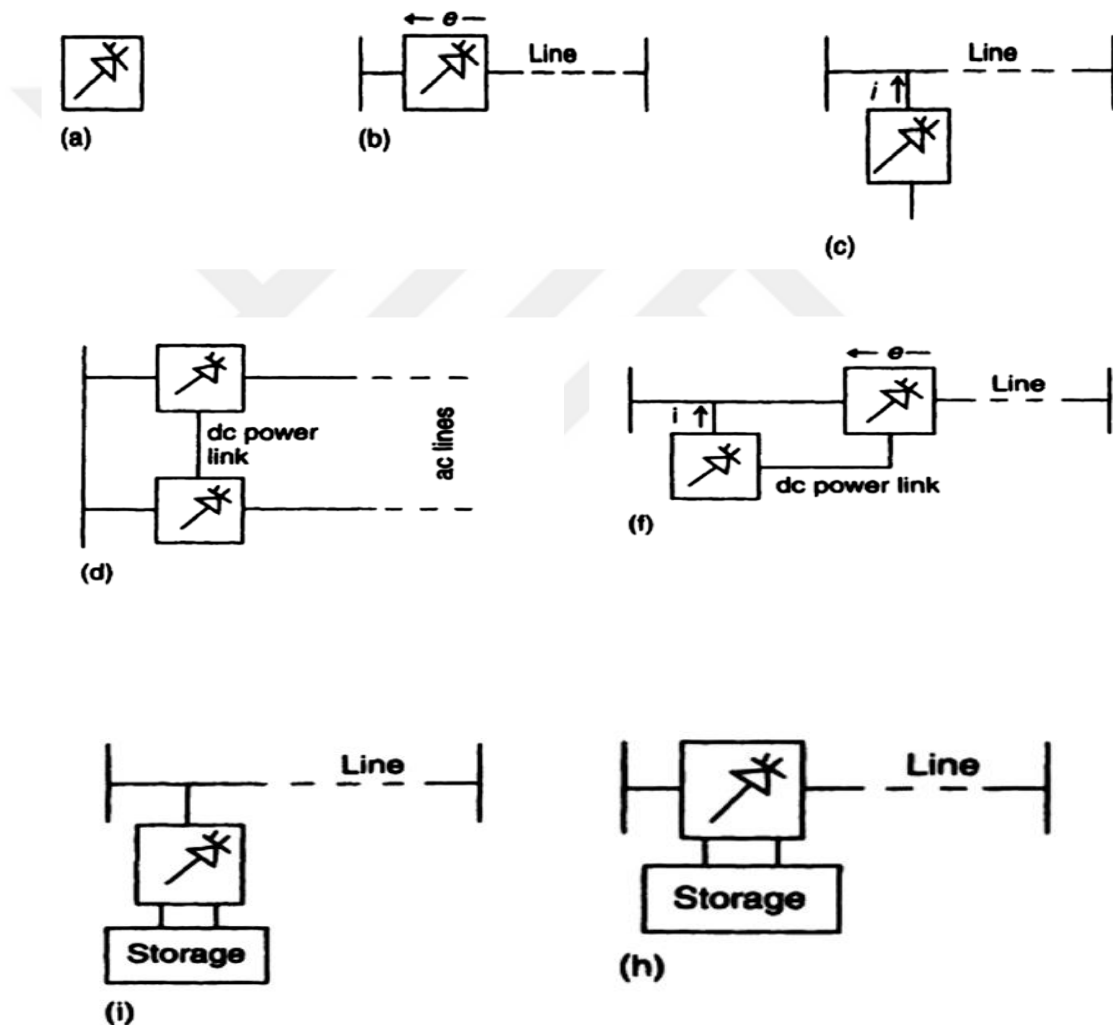 (a)
← e
Line
(b)
Line
i ↑
(c)
dc power
link
ac lines
(d)
← e
Line
i ↑
dc power link
(f)
Line
Storage
(i)
Line
Storage
(h)